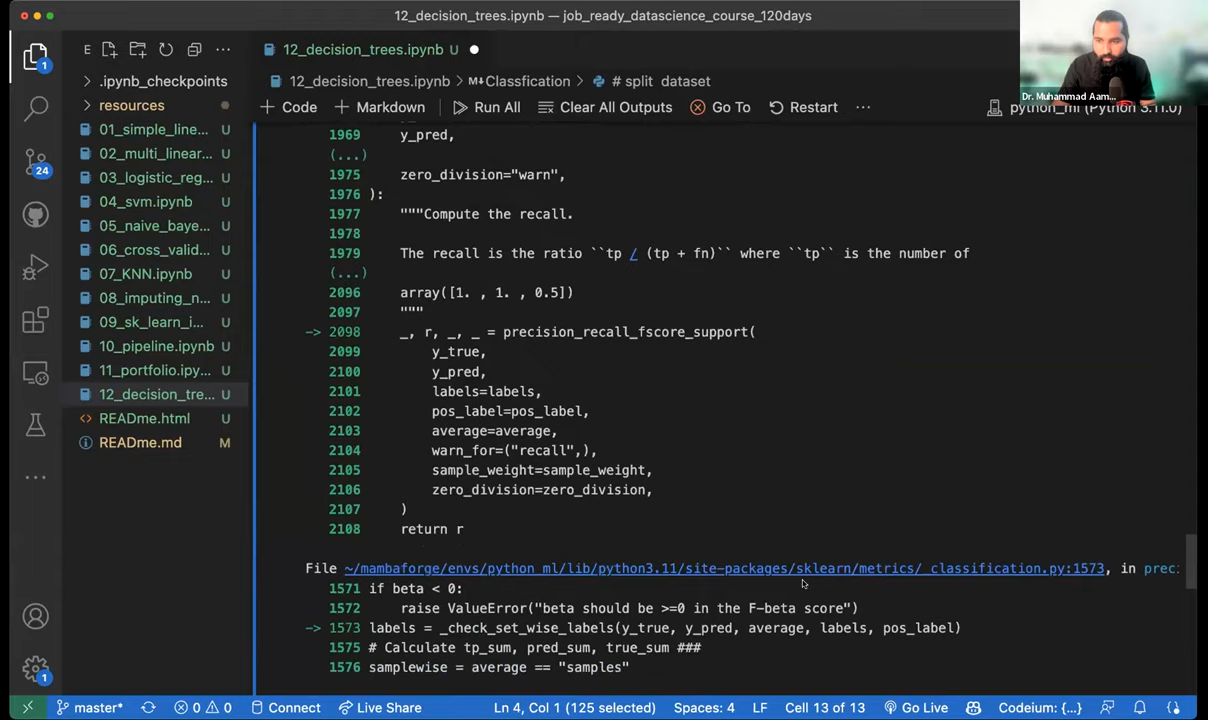 12_decision_trees.ipynb — job_ready_datascience_course_120days
E
12_decision_trees.ipynb U
.ipynb_checkpoints
resources
01_simple_line... U
02_multi_linear... U
03_logistic_reg... U
04_svm.ipynb U
05_naive_baye... U
06_cross_valid... U
07_KNN.ipynb U
08_imputing_n... U
09_sk_learn_i... U
10_pipeline.ipynb U
11_portfolio.ipy... U
12_decision_tre... U
READme.html U
READme.md M
1
24
1
12_decision_trees.ipynb > M↓Classfication > # split dataset
+ Code + Markdown Run All Clear All Outputs Go To Restart ...
python_ml (Python 3.11.0)
Dr. Muhammad Aam...
1969 y_pred,
(...)
1975 zero_division="warn",
1976 ):
1977 """Compute the recall.
1978
1979 The recall is the ratio ``tp / (tp + fn)`` where ``tp`` is the number of
(...)
2096 array([1. , 1. , 0.5])
2097 """
-> 2098 _, r, _, _ = precision_recall_fscore_support(
2099 y_true,
2100 y_pred,
2101 labels=labels,
2102 pos_label=pos_label,
2103 average=average,
2104 warn_for=("recall",),
2105 sample_weight=sample_weight,
2106 zero_division=zero_division,
2107 )
2108 return r
File ~/mambaforge/envs/python_ml/lib/python3.11/site-packages/sklearn/metrics/_classification.py:1573, in prec
1571 if beta < 0:
1572 raise ValueError("beta should be >=0 in the F-beta score")
-> 1573 labels = _check_set_wise_labels(y_true, y_pred, average, labels, pos_label)
1575 # Calculate tp_sum, pred_sum, true_sum ###
1576 samplewise = average == "samples"
master* 0 0 Connect Live Share Ln 4, Col 1 (125 selected) Spaces: 4 LF Cell 13 of 13 Go Live Codeium: {...}